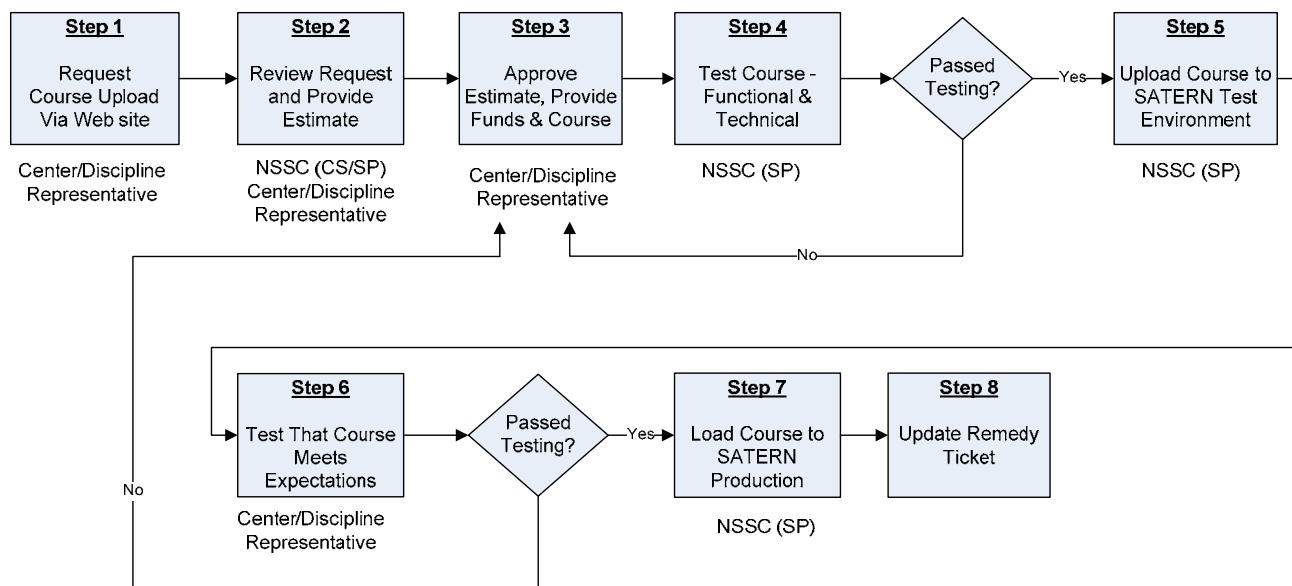 Step 1
Request
Course Upload
Via Web site
Center/Discipline
Representative
Step 2
Review Request
and Provide
Estimate
NSSC (CS/SP)
Center/Discipline
Representative
Step 3
Approve
Estimate, Provide
Funds & Course
Center/Discipline
Representative
Step 4
Test Course -
Functional &
Technical
NSSC (SP)
Passed
Testing?
Yes
No
Step 5
Upload Course to
SATERN Test
Environment
NSSC (SP)
Step 6
Test That Course
Meets
Expectations
Center/Discipline
Representative
Passed
Testing?
Yes
No
Step 7
Load Course to
SATERN
Production
NSSC (SP)
Step 8
Update Remedy
Ticket